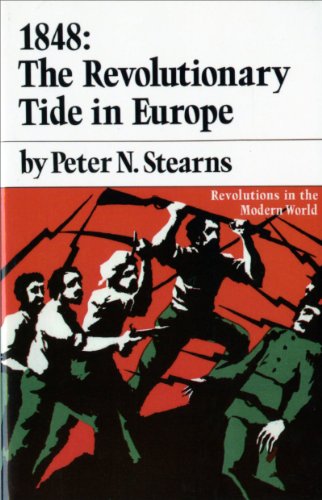 1848:
The Revolutionary
Tide in Europe
by Peter N. Stearns
Revolutions in the
Modern World